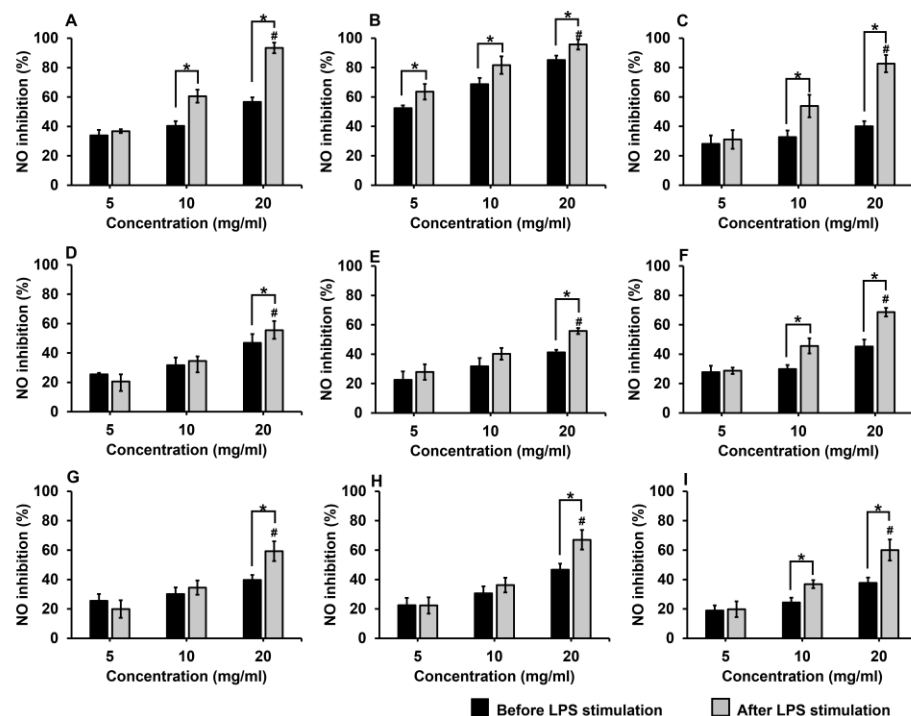 A
NO inhibition (%)
100
80
60
40
20
0
*
*
#
5 10 20
Concentration (mg/ml)
B
NO inhibition (%)
100
80
60
40
20
0
*
*
*
#
5 10 20
Concentration (mg/ml)
C
NO inhibition (%)
100
80
60
40
20
0
*
*
#
5 10 20
Concentration (mg/ml)
D
NO inhibition (%)
100
80
60
40
20
0
*
#
5 10 20
Concentration (mg/ml)
E
NO inhibition (%)
100
80
60
40
20
0
*
#
5 10 20
Concentration (mg/ml)
F
NO inhibition (%)
100
80
60
40
20
0
*
*
#
5 10 20
Concentration (mg/ml)
G
NO inhibition (%)
100
80
60
40
20
0
*
#
5 10 20
Concentration (mg/ml)
H
NO inhibition (%)
100
80
60
40
20
0
*
#
5 10 20
Concentration (mg/ml)
I
NO inhibition (%)
100
80
60
40
20
0
*
*
#
5 10 20
Concentration (mg/ml)
Before LPS stimulation
After LPS stimulation